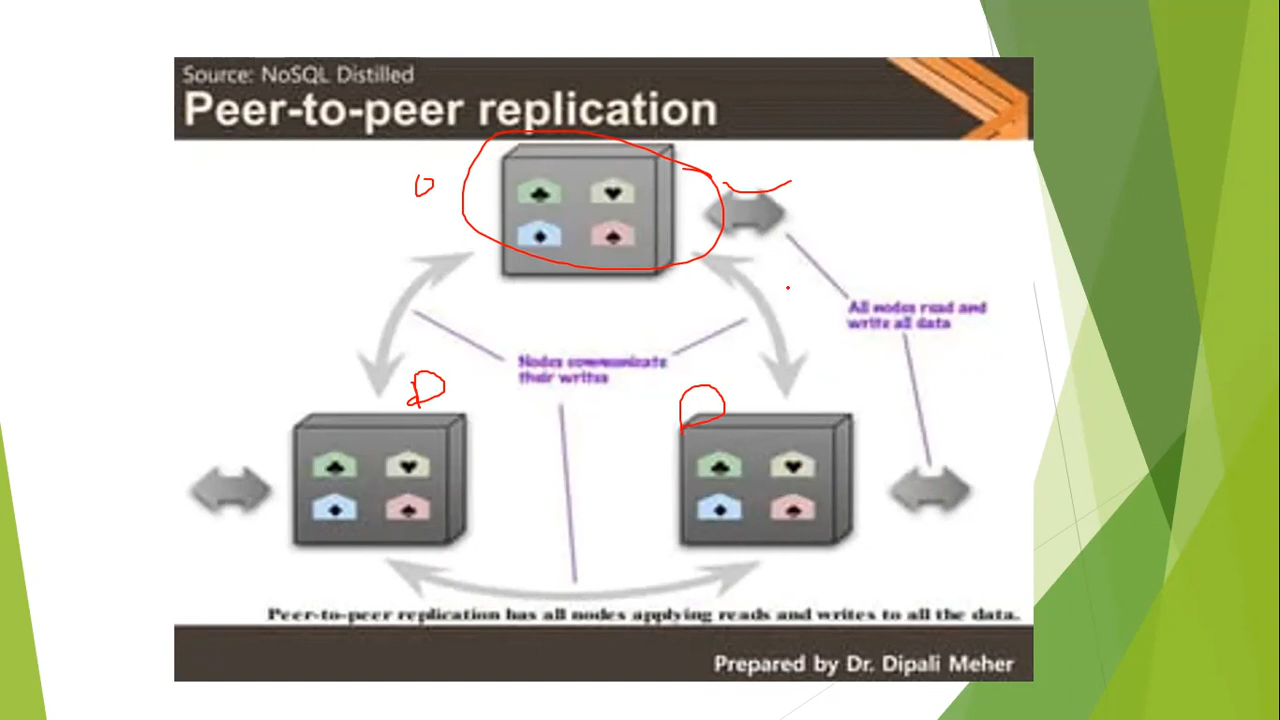 Source: NoSQL Distilled
Peer-to-peer replication
D
All nodes read and
write all data
Nodes communicate
their writes
D
D
Peer-to-peer replication has all nodes applying reads and writes to all the data.
Prepared by Dr. Dipali Meher